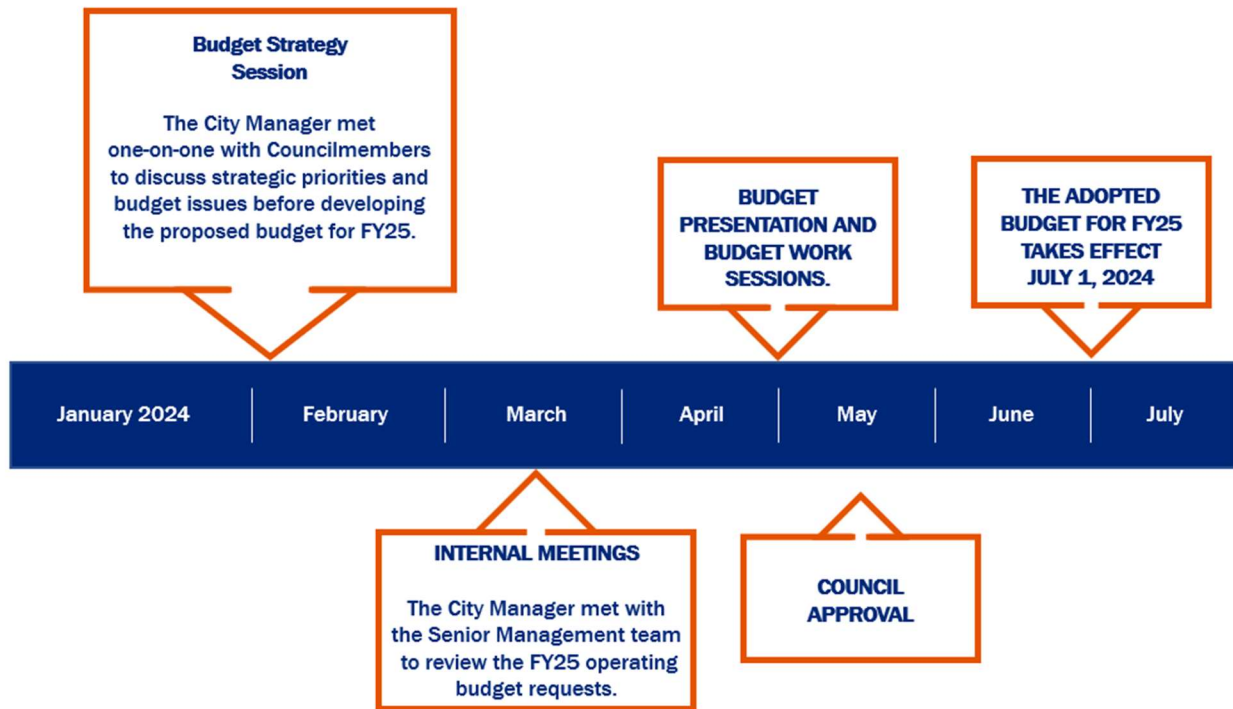 Budget Strategy
Session
The City Manager met
one-on-one with Councilmembers
to discuss strategic priorities and
budget issues before developing
the proposed budget for FY25.
BUDGET
PRESENTATION AND
BUDGET WORK
SESSIONS.
THE ADOPTED
BUDGET FOR FY25
TAKES EFFECT
JULY 1, 2024
January 2024
February
March
April
May
June
July
INTERNAL MEETINGS
The City Manager met with
the Senior Management team
to review the FY25 operating
budget requests.
COUNCIL
APPROVAL